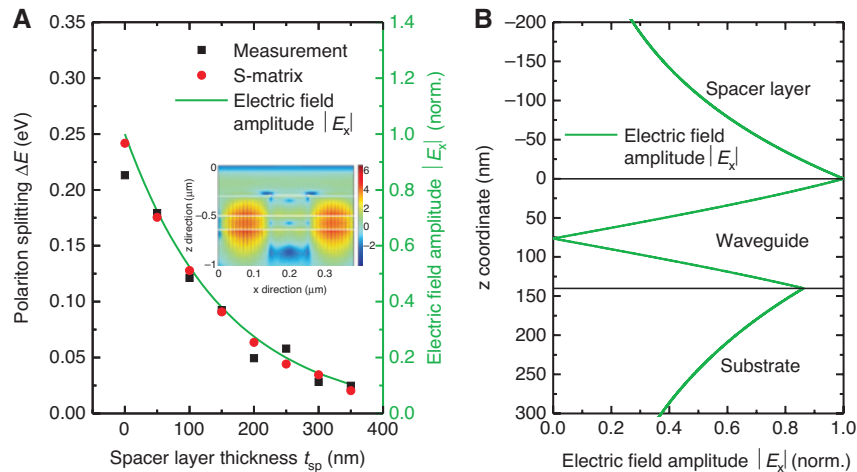 A
B
Measurement
S-matrix
Electric field
amplitude |Eₓ|
0.35
0.30
0.25
0.20
0.15
0.10
0.05
0.00
Polariton splitting ΔE (eV)
0
100
200
300
400
Spacer layer thickness t_sp (nm)
1.4
1.2
1.0
0.8
0.6
0.4
0.2
0.0
Electric field amplitude |Eₓ| (norm.)
0
−0.5
−1
z direction (μm)
0
0.1
0.2
0.3
x direction (μm)
6
4
2
0
−2
−200
−150
−100
−50
0
50
100
150
200
250
300
z coordinate (nm)
Spacer layer
Electric field
amplitude |Eₓ|
Waveguide
Substrate
0.0
0.2
0.4
0.6
0.8
1.0
Electric field amplitude |Eₓ| (norm.)